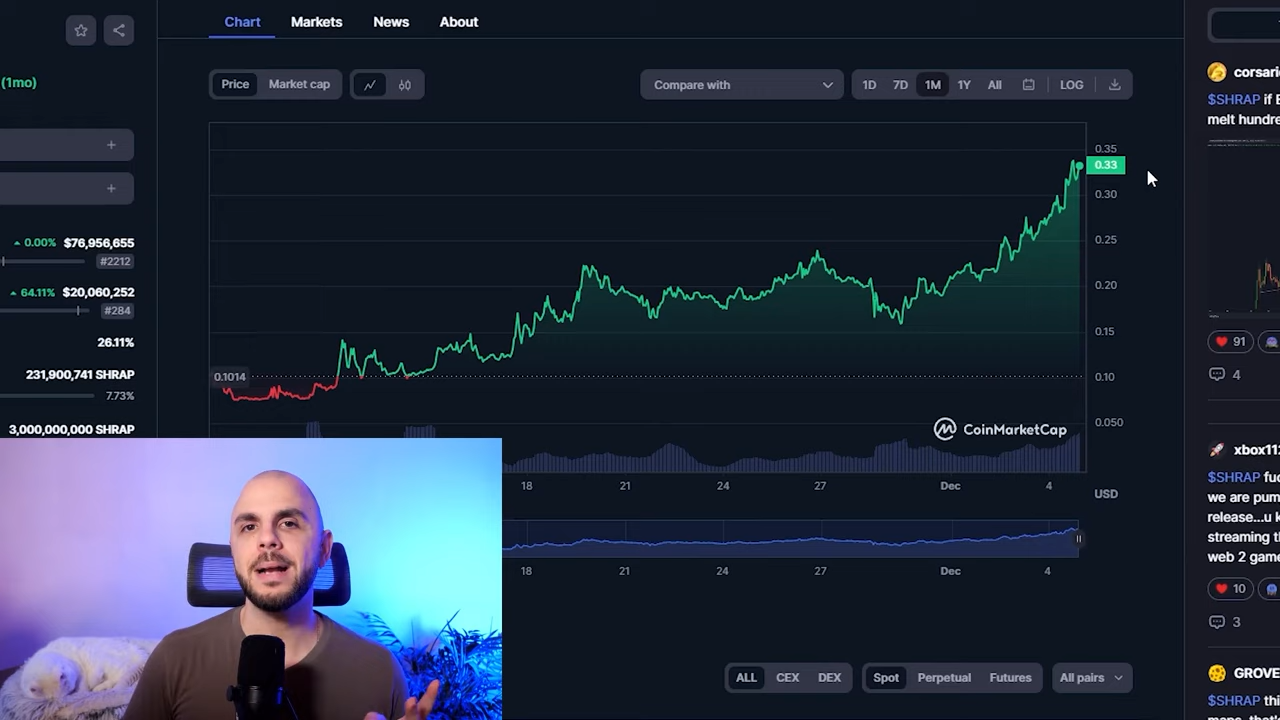 Chart Markets News About
(1mo)
Price Market cap
Compare with
1D 7D 1M 1Y All LOG
0.35
0.33
0.30
0.25
0.20
0.15
0.1014
0.10
0.050
CoinMarketCap
18 21 24 27 Dec 4 USD
18 21 24 27 Dec 4
0.00% $76,956,655
#2212
64.11% $20,060,252
#284
26.11%
231,900,741 SHRAP
7.73%
3,000,000,000 SHRAP
ALL CEX DEX Spot Perpetual Futures All pairs
corsari
$SHRAP if
melt hundre
91
4
xbox11
$SHRAP
we are pum
release...u
streaming
web 2 game
10
3
GROVE
$SHRAP